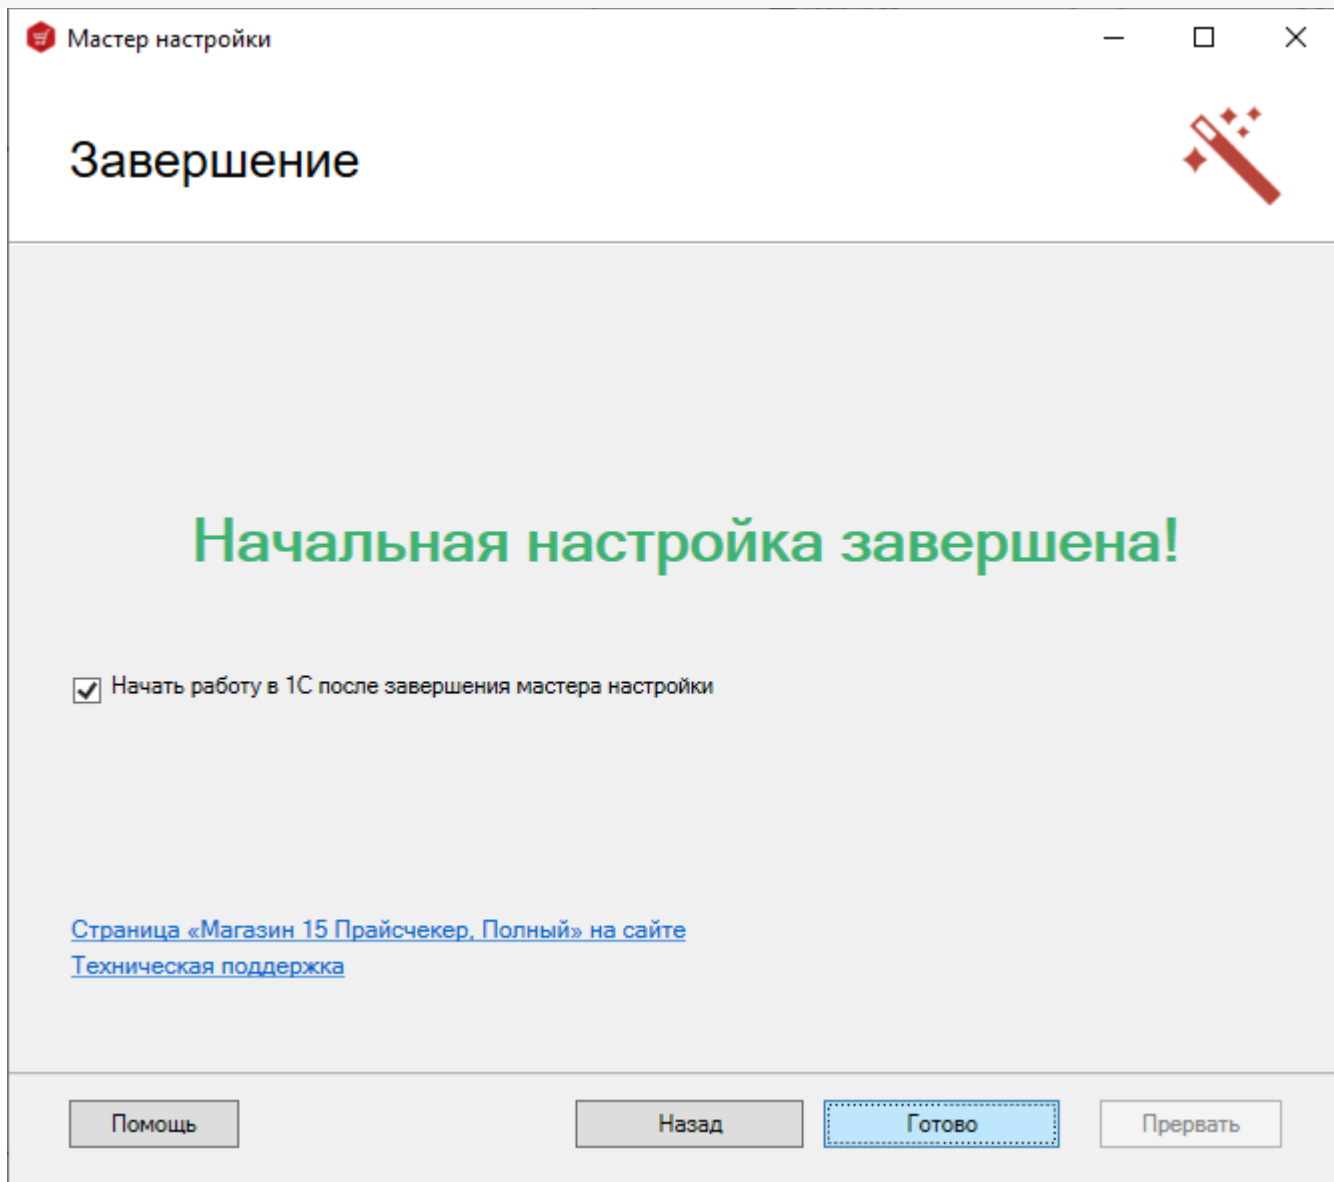 Мастер настройки
Завершение
Начальная настройка завершена!
Начать работу в 1С после завершения мастера настройки
Страница «Магазин 15 Прайсчекер, Полный» на сайте
Техническая поддержка
Помощь
Назад
Готово
Прервать